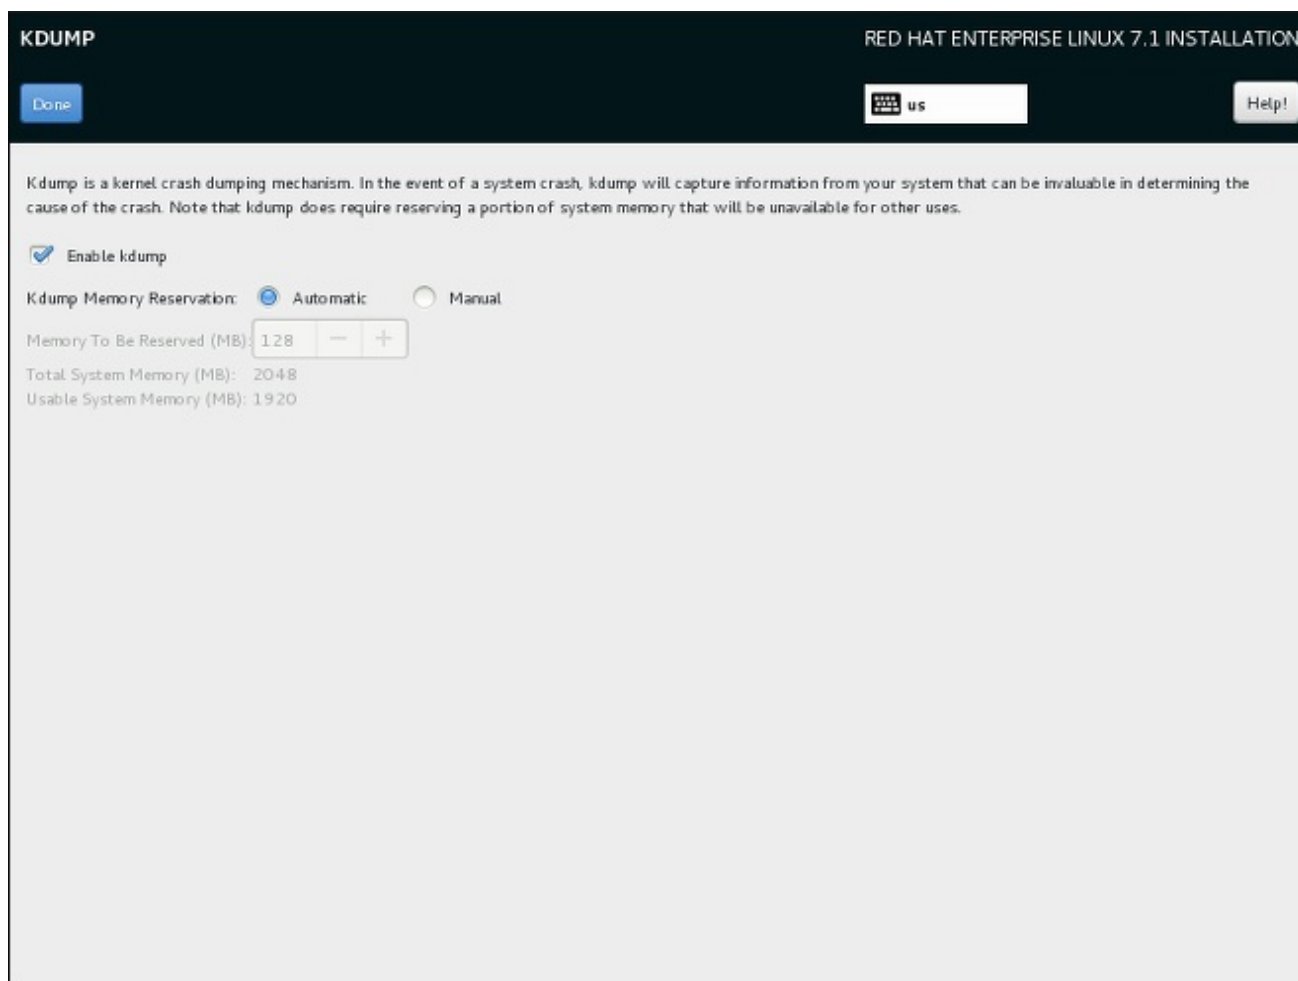 KDUMP
RED HAT ENTERPRISE LINUX 7.1 INSTALLATION
Done
us
Help!
Kdump is a kernel crash dumping mechanism. In the event of a system crash, kdump will capture information from your system that can be invaluable in determining the
cause of the crash. Note that kdump does require reserving a portion of system memory that will be unavailable for other uses.
Enable kdump
Kdump Memory Reservation: Automatic Manual
Memory To Be Reserved (MB): 128 − +
Total System Memory (MB): 2048
Usable System Memory (MB): 1920